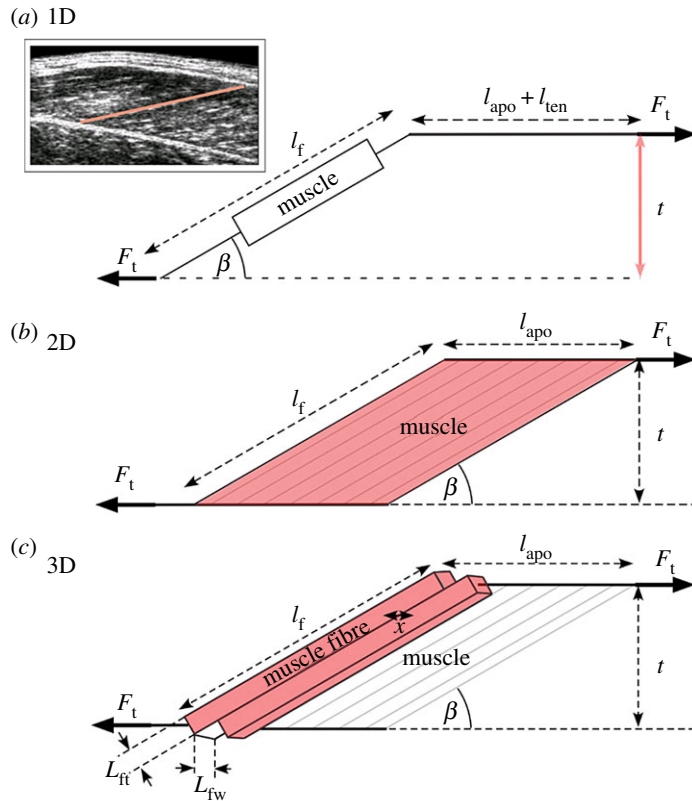 (a) 1D
l_apo + l_ten
F_t
l_f
muscle
t
F_t
β
(b) 2D
l_apo
F_t
l_f
muscle
t
F_t
β
(c) 3D
l_apo
F_t
l_f
muscle fibre
x
muscle
t
F_t
β
L_ft
L_fw